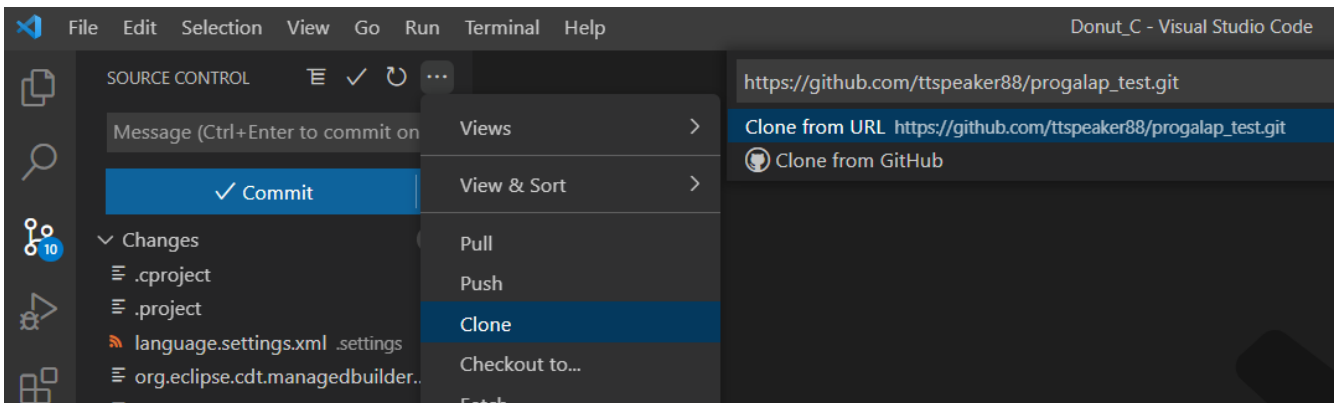 File Edit Selection View Go Run Terminal Help
Donut_C - Visual Studio Code
SOURCE CONTROL
Message (Ctrl+Enter to commit on
Commit
Changes
.cproject
.project
language.settings.xml .settings
org.eclipse.cdt.managedbuilder..
10
Views
View & Sort
Pull
Push
Clone
Checkout to...
Fetch
https://github.com/ttspeaker88/progalap_test.git
Clone from URL https://github.com/ttspeaker88/progalap_test.git
Clone from GitHub